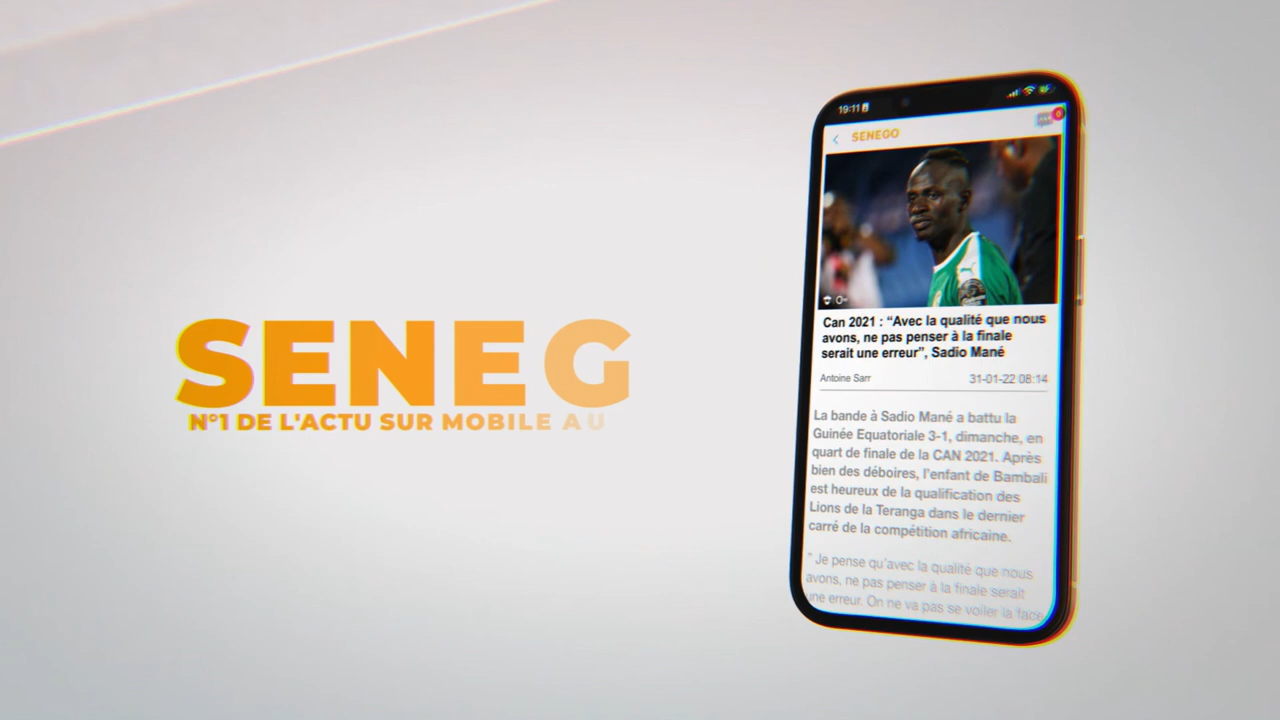 SENEG
N°1 DE L'ACTU SUR MOBILE AU
19:11
SENEGO
0
Can 2021 : “Avec la qualité que nous
avons, ne pas penser à la finale
serait une erreur”, Sadio Mané
Antoine Sarr 31-01-22 08:14
La bande à Sadio Mané a battu la
Guinée Equatoriale 3-1, dimanche, en
quart de finale de la CAN 2021. Après
bien des déboires, l'enfant de Bambali
est heureux de la qualification des
Lions de la Teranga dans le dernier
carré de la compétition africaine.
" Je pense qu'avec la qualité que nous
avons, ne pas penser à la finale serait
une erreur. On ne va pas se voiler la face